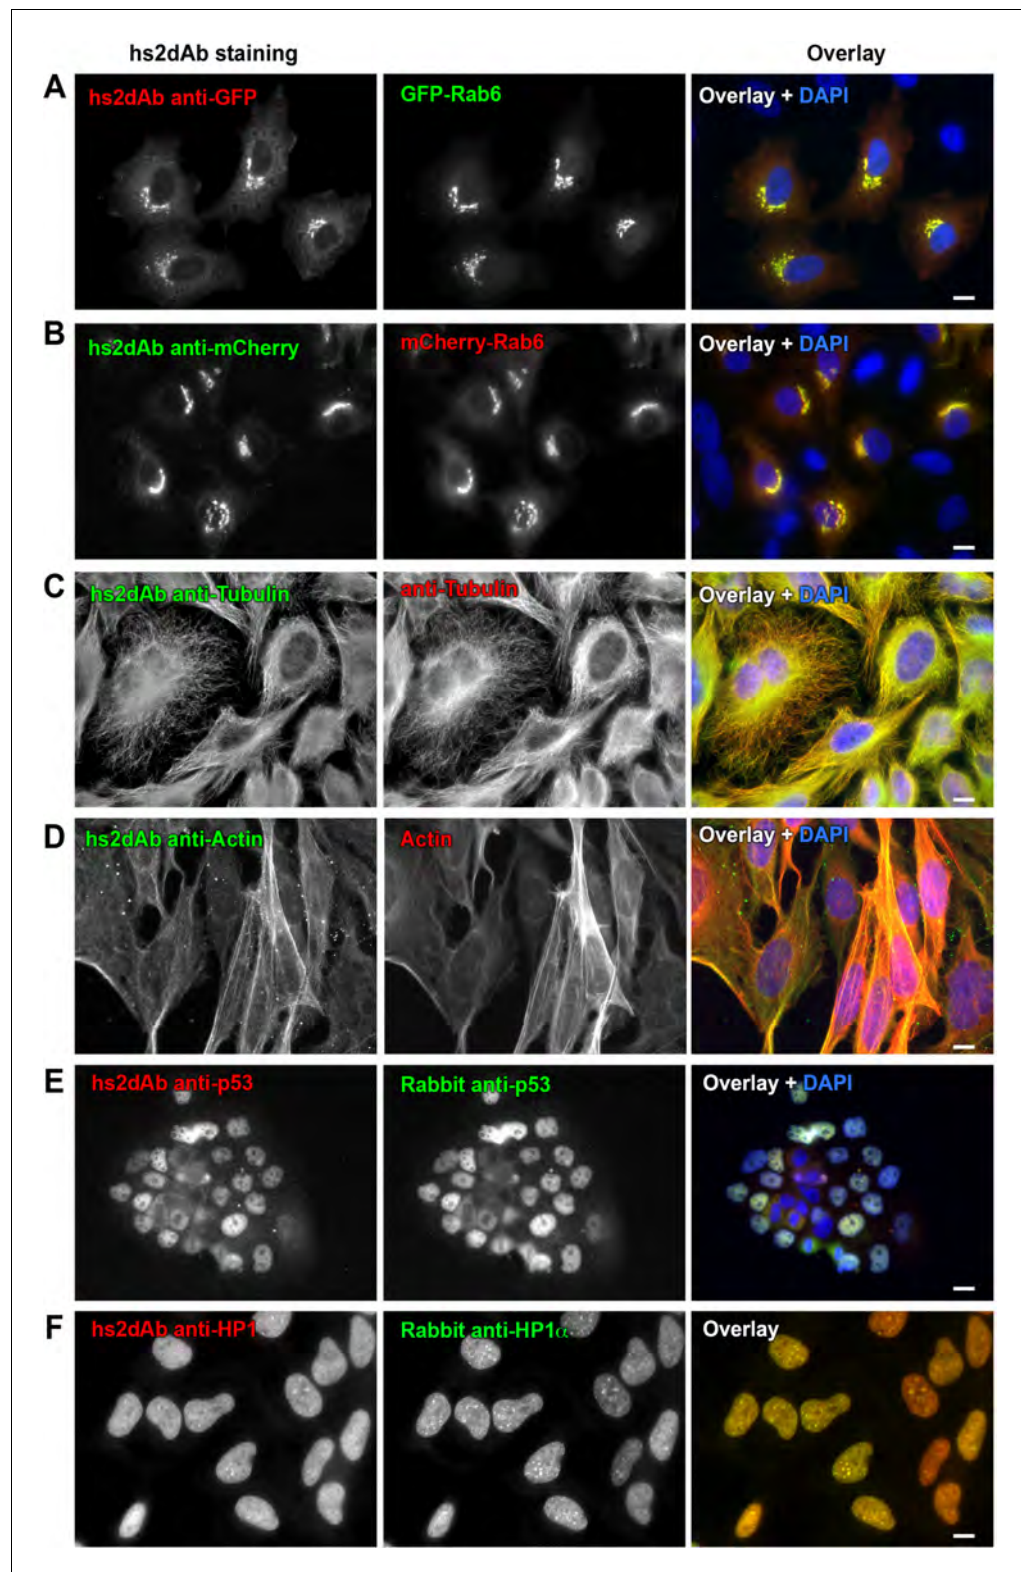 hs2dAb staining Overlay
A hs2dAb anti-GFP GFP-Rab6 Overlay + DAPI
B hs2dAb anti-mCherry mCherry-Rab6 Overlay + DAPI
C hs2dAb anti-Tubulin anti-Tubulin Overlay + DAPI
D hs2dAb anti-Actin Actin Overlay + DAPI
E hs2dAb anti-p53 Rabbit anti-p53 Overlay + DAPI
F hs2dAb anti-HP1 Rabbit anti-HP1α Overlay